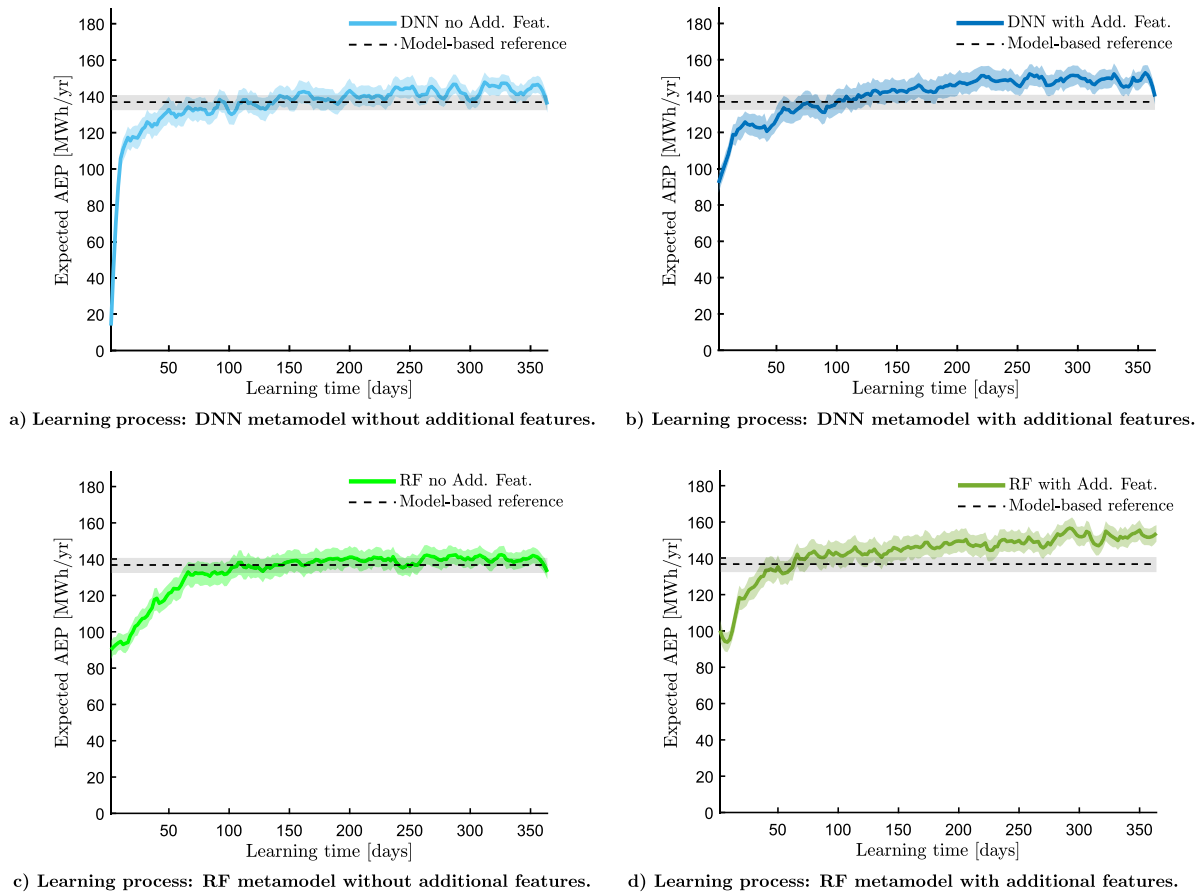 DNN no Add. Feat.
Model-based reference
Expected AEP [MWh/yr]
180
160
140
120
100
80
60
40
20
0
50 100 150 200 250 300 350
Learning time [days]
a) Learning process: DNN metamodel without additional features.
DNN with Add. Feat.
Model-based reference
Expected AEP [MWh/yr]
180
160
140
120
100
80
60
40
20
0
50 100 150 200 250 300 350
Learning time [days]
b) Learning process: DNN metamodel with additional features.
RF no Add. Feat.
Model-based reference
Expected AEP [MWh/yr]
180
160
140
120
100
80
60
40
20
0
50 100 150 200 250 300 350
Learning time [days]
c) Learning process: RF metamodel without additional features.
RF with Add. Feat.
Model-based reference
Expected AEP [MWh/yr]
180
160
140
120
100
80
60
40
20
0
50 100 150 200 250 300 350
Learning time [days]
d) Learning process: RF metamodel with additional features.